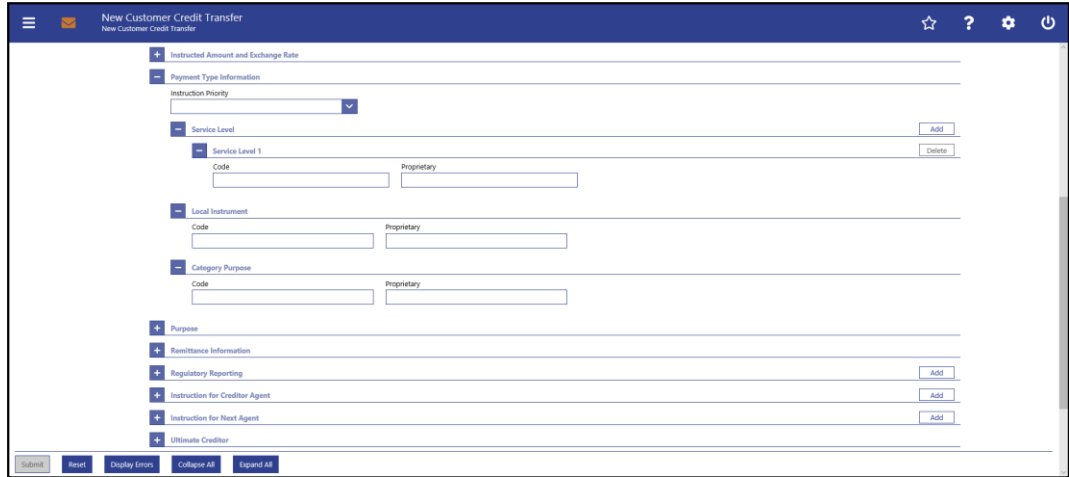 New Customer Credit Transfer
New Customer Credit Transfer
Instructed Amount and Exchange Rate
Payment Type Information
Instruction Priority
Service Level Add
Service Level 1 Delete
Code Proprietary
Local Instrument
Code Proprietary
Category Purpose
Code Proprietary
Purpose
Remittance Information
Regulatory Reporting Add
Instruction for Creditor Agent Add
Instruction for Next Agent Add
Ultimate Creditor
Submit Reset Display Errors Collapse All Expand All